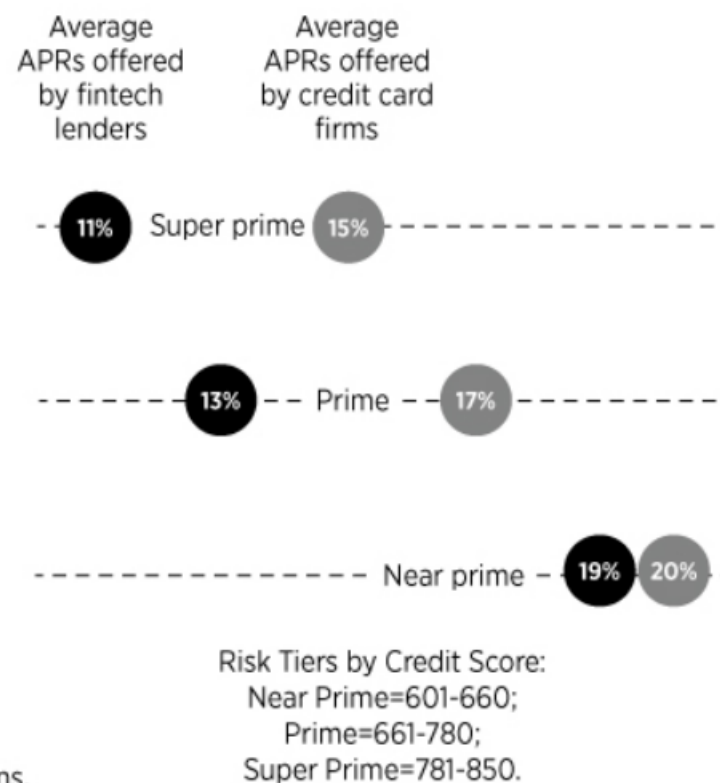 Average
APRs offered
by fintech
lenders
Average
APRs offered
by credit card
firms
11% Super prime 15%
13% Prime 17%
Near prime 19% 20%
Risk Tiers by Credit Score:
Near Prime=601-660;
Prime=661-780;
Super Prime=781-850.